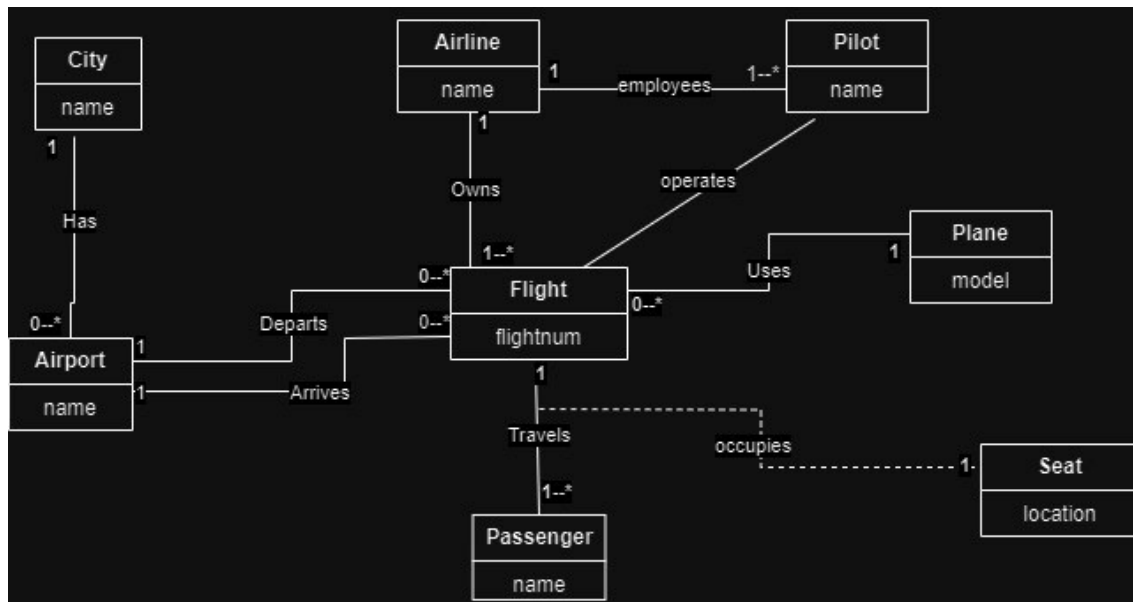 City
name
1
Has
0--*
Airport
name
Airline
name
1
employees
1--*
Pilot
name
1
Owns
1--*
operates
Plane
model
1
Uses
0--*
Flight
flightnum
0--*
Departs
1
0--*
Arrives
1
1
Travels
1--*
Passenger
name
occupies
1
Seat
location